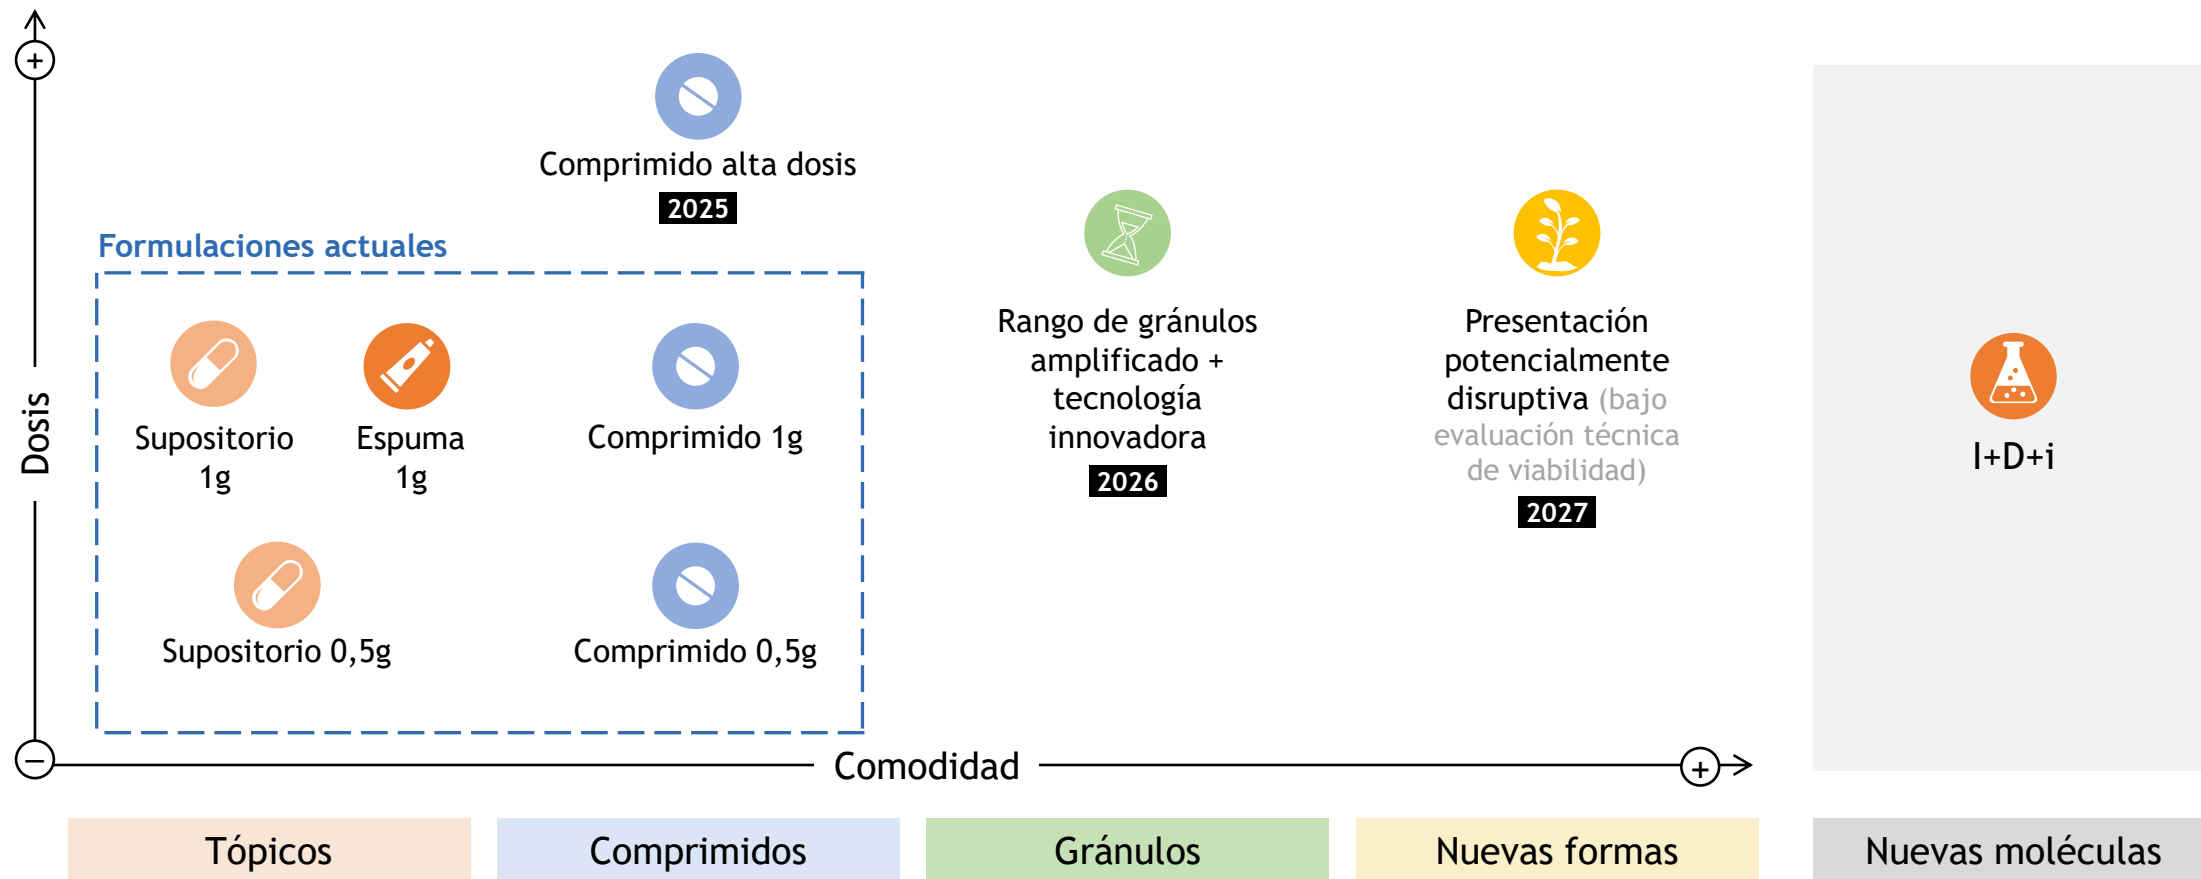 +
Comprimido alta dosis
2025
Formulaciones actuales
Supositorio
1g
Espuma
1g
Comprimido 1g
Supositorio 0,5g
Comprimido 0,5g
Rango de gránulos
amplificado +
tecnología
innovadora
2026
Presentación
potencialmente
disruptiva (bajo
evaluación técnica
de viabilidad)
2027
I+D+i
Dosis
−
Comodidad
+
Tópicos
Comprimidos
Gránulos
Nuevas formas
Nuevas moléculas